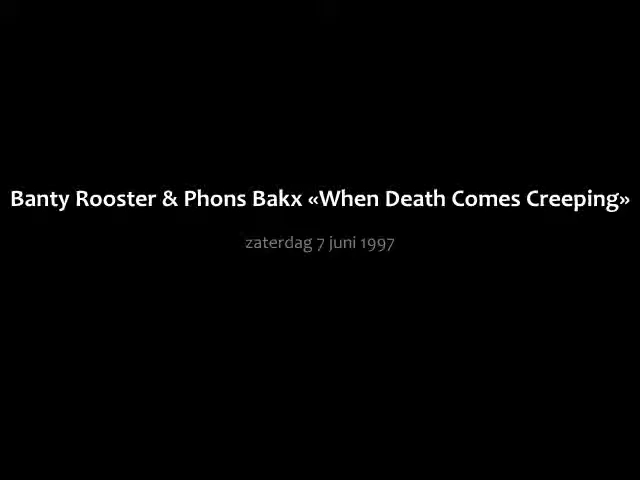 Banty Rooster & Phons Bakx «When Death Comes Creeping»
zaterdag 7 juni 1997